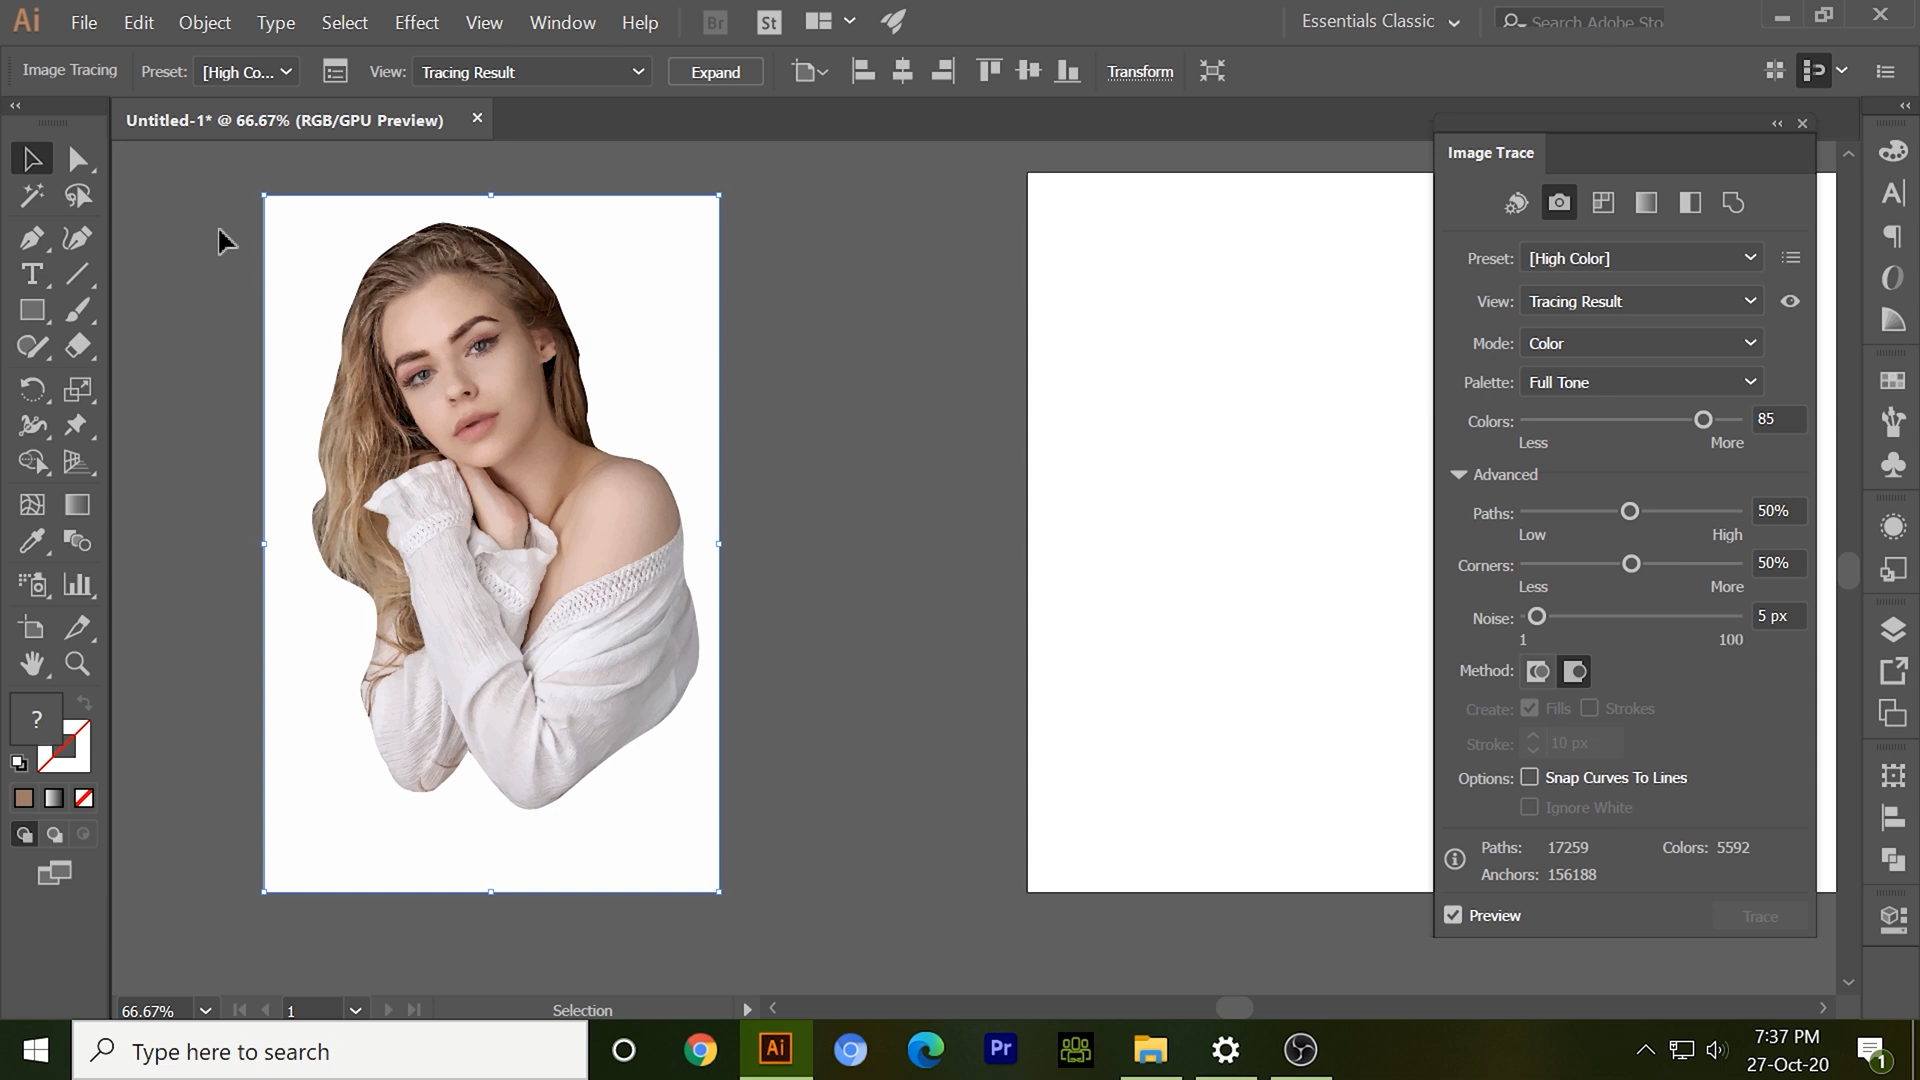 Ai File Edit Object Type Select Effect View Window Help Br St Essentials Classic Search Adobe Sto
Image Tracing Preset: [High Co... View: Tracing Result Expand Transform
Untitled-1* @ 66.67% (RGB/GPU Preview)
Image Trace
Preset: [High Color]
View: Tracing Result
Mode: Color
Palette: Full Tone
Colors: 85
Less More
Advanced
Paths: 50%
Low High
Corners: 50%
Less More
Noise: 5 px
1 100
Method:
Create: Fills Strokes
Stroke: 10 px
Options: Snap Curves To Lines
Ignore White
Paths: 17259 Colors: 5592
Anchors: 156188
Preview Trace
?
66.67% 1 Selection
Type here to search
Ai Pr
7:37 PM
27-Oct-20
1